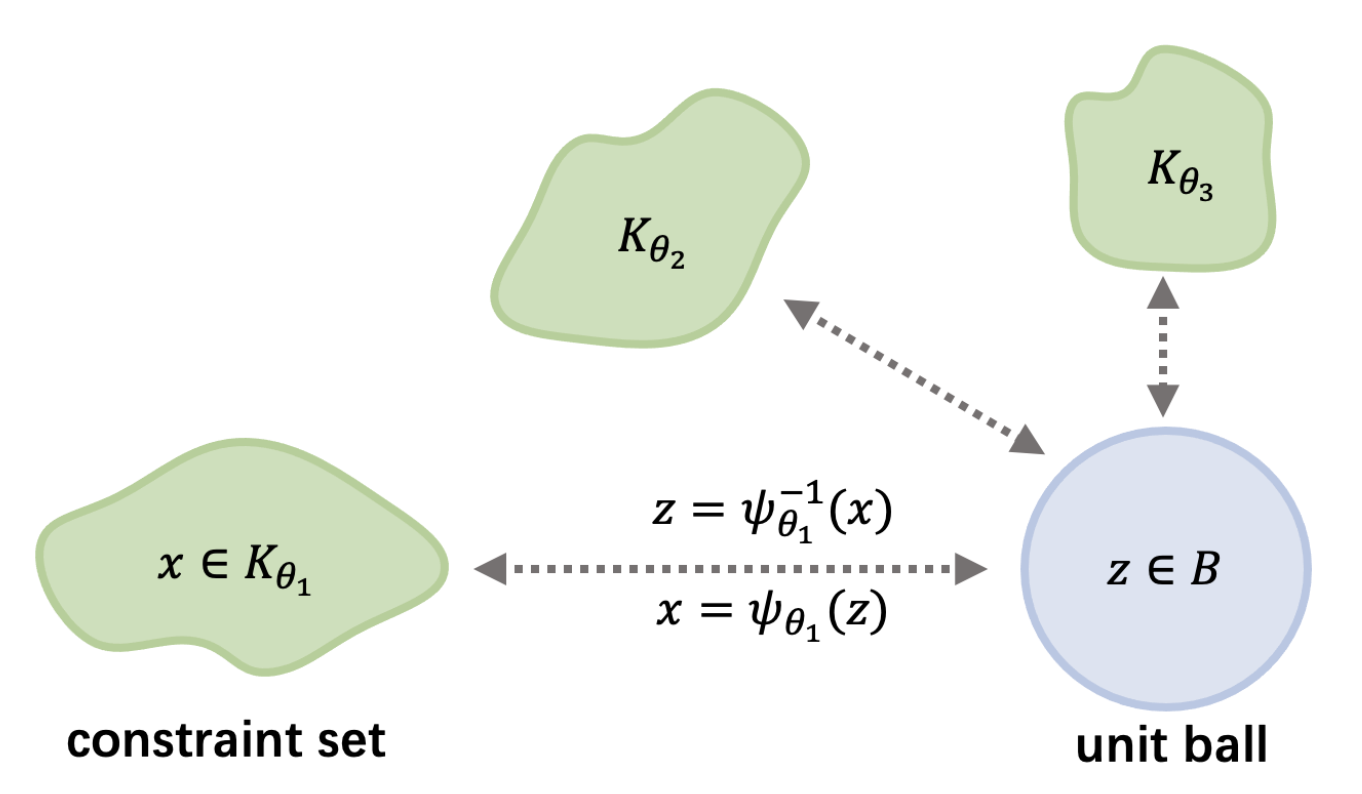 $K_{\theta_2}$
$K_{\theta_3}$
$z = \psi_{\theta_1}^{-1}(x)$
$x \in K_{\theta_1}$
$x = \psi_{\theta_1}(z)$
$z \in B$
constraint set
unit ball